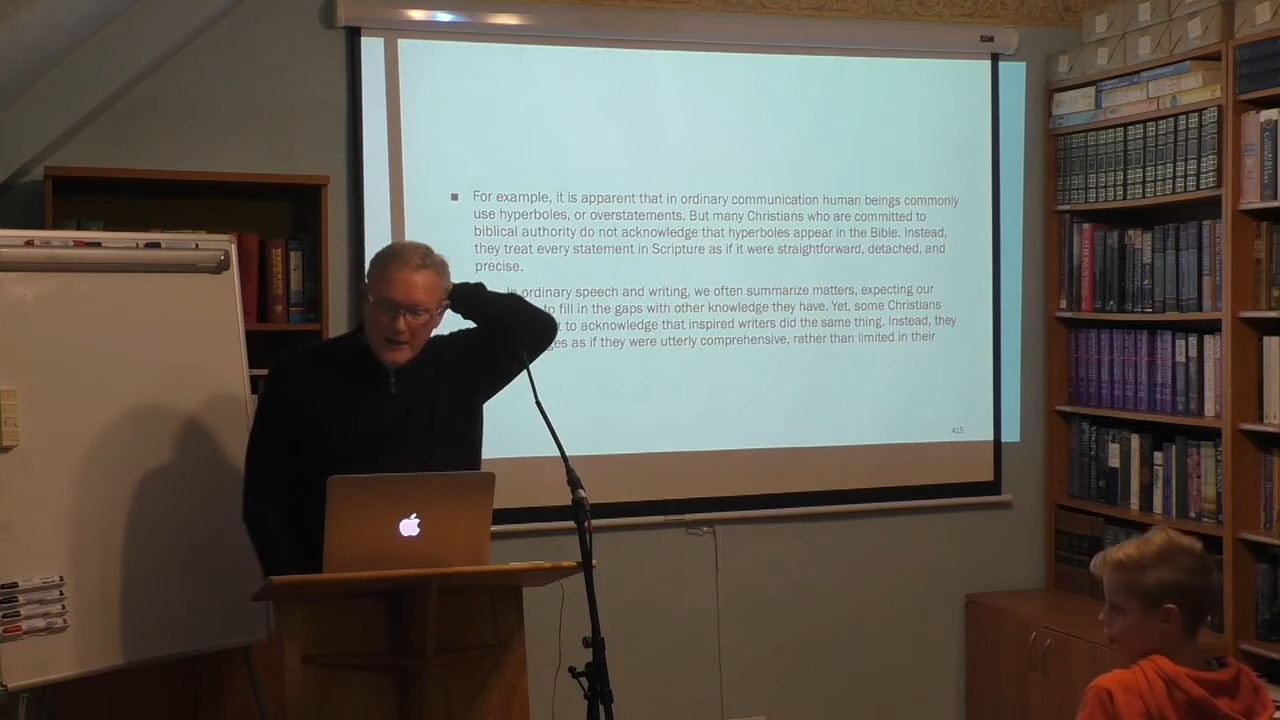 For example, it is apparent that in ordinary communication human beings commonly
use hyperboles, or overstatements. But many Christians who are committed to
biblical authority do not acknowledge that hyperboles appear in the Bible. Instead,
they treat every statement in Scripture as if it were straightforward, detached, and
precise.
In ordinary speech and writing, we often summarize matters, expecting our
to fill in the gaps with other knowledge they have. Yet, some Christians
to acknowledge that inspired writers did the same thing. Instead, they
as if they were utterly comprehensive, rather than limited in their
415